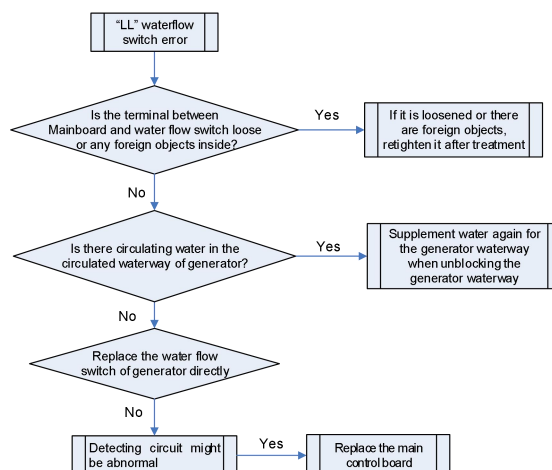 “LL” waterflow
switch error
Is the terminal between
Mainboard and water flow switch loose
or any foreign objects inside?
Yes
If it is loosened or there
are foreign objects,
retighten it after treatment
No
Is there circulating water in the
circulated waterway of generator?
Yes
Supplement water again for
the generator waterway
when unblocking the
generator waterway
No
Replace the water flow
switch of generator directly
No
Detecting circuit might
be abnormal
Yes
Replace the main
control board